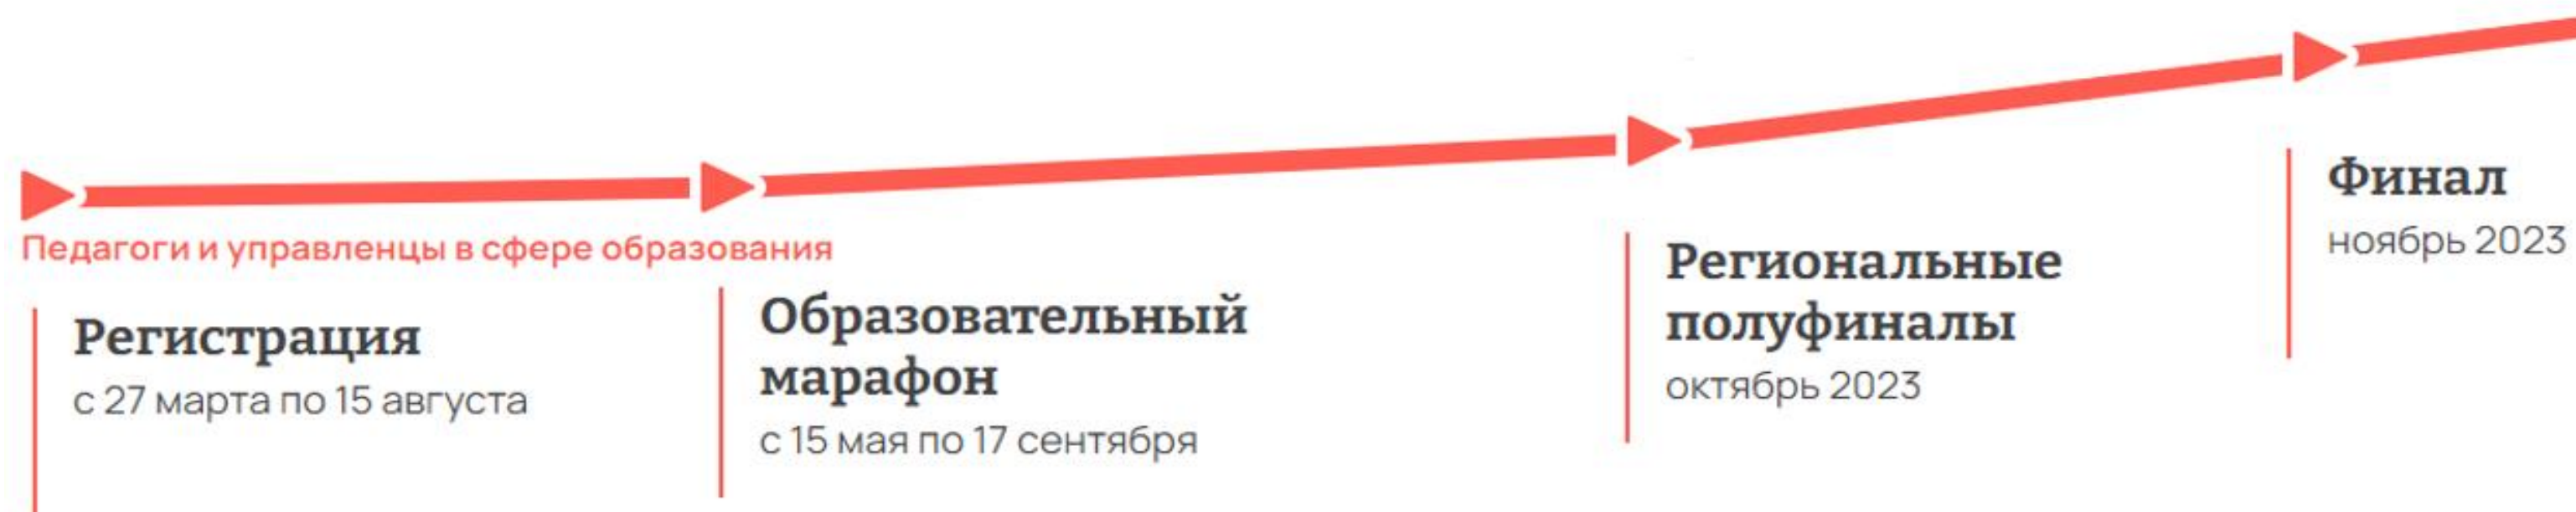 Педагоги и управленцы в сфере образования
Регистрация
с 27 марта по 15 августа
Образовательный
марафон
с 15 мая по 17 сентября
Региональные
полуфиналы
октябрь 2023
Финал
ноябрь 2023